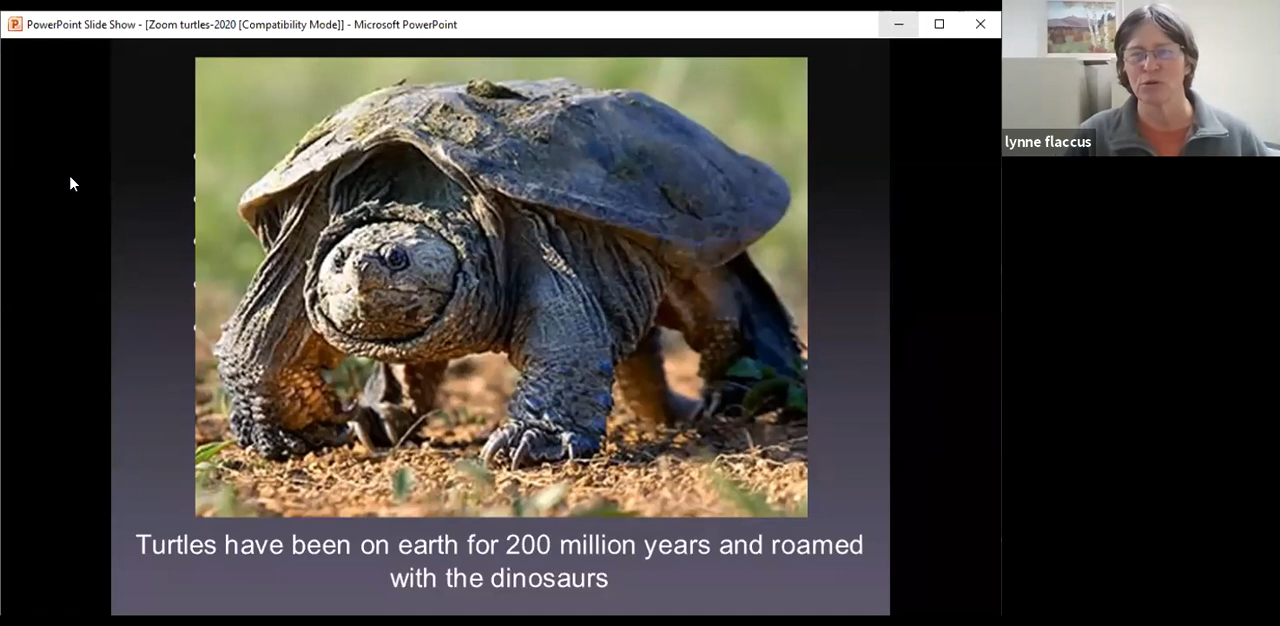 PowerPoint Slide Show - [Zoom turtles-2020 [Compatibility Mode]] - Microsoft PowerPoint
lynne flaccus
Turtles have been on earth for 200 million years and roamed
with the dinosaurs